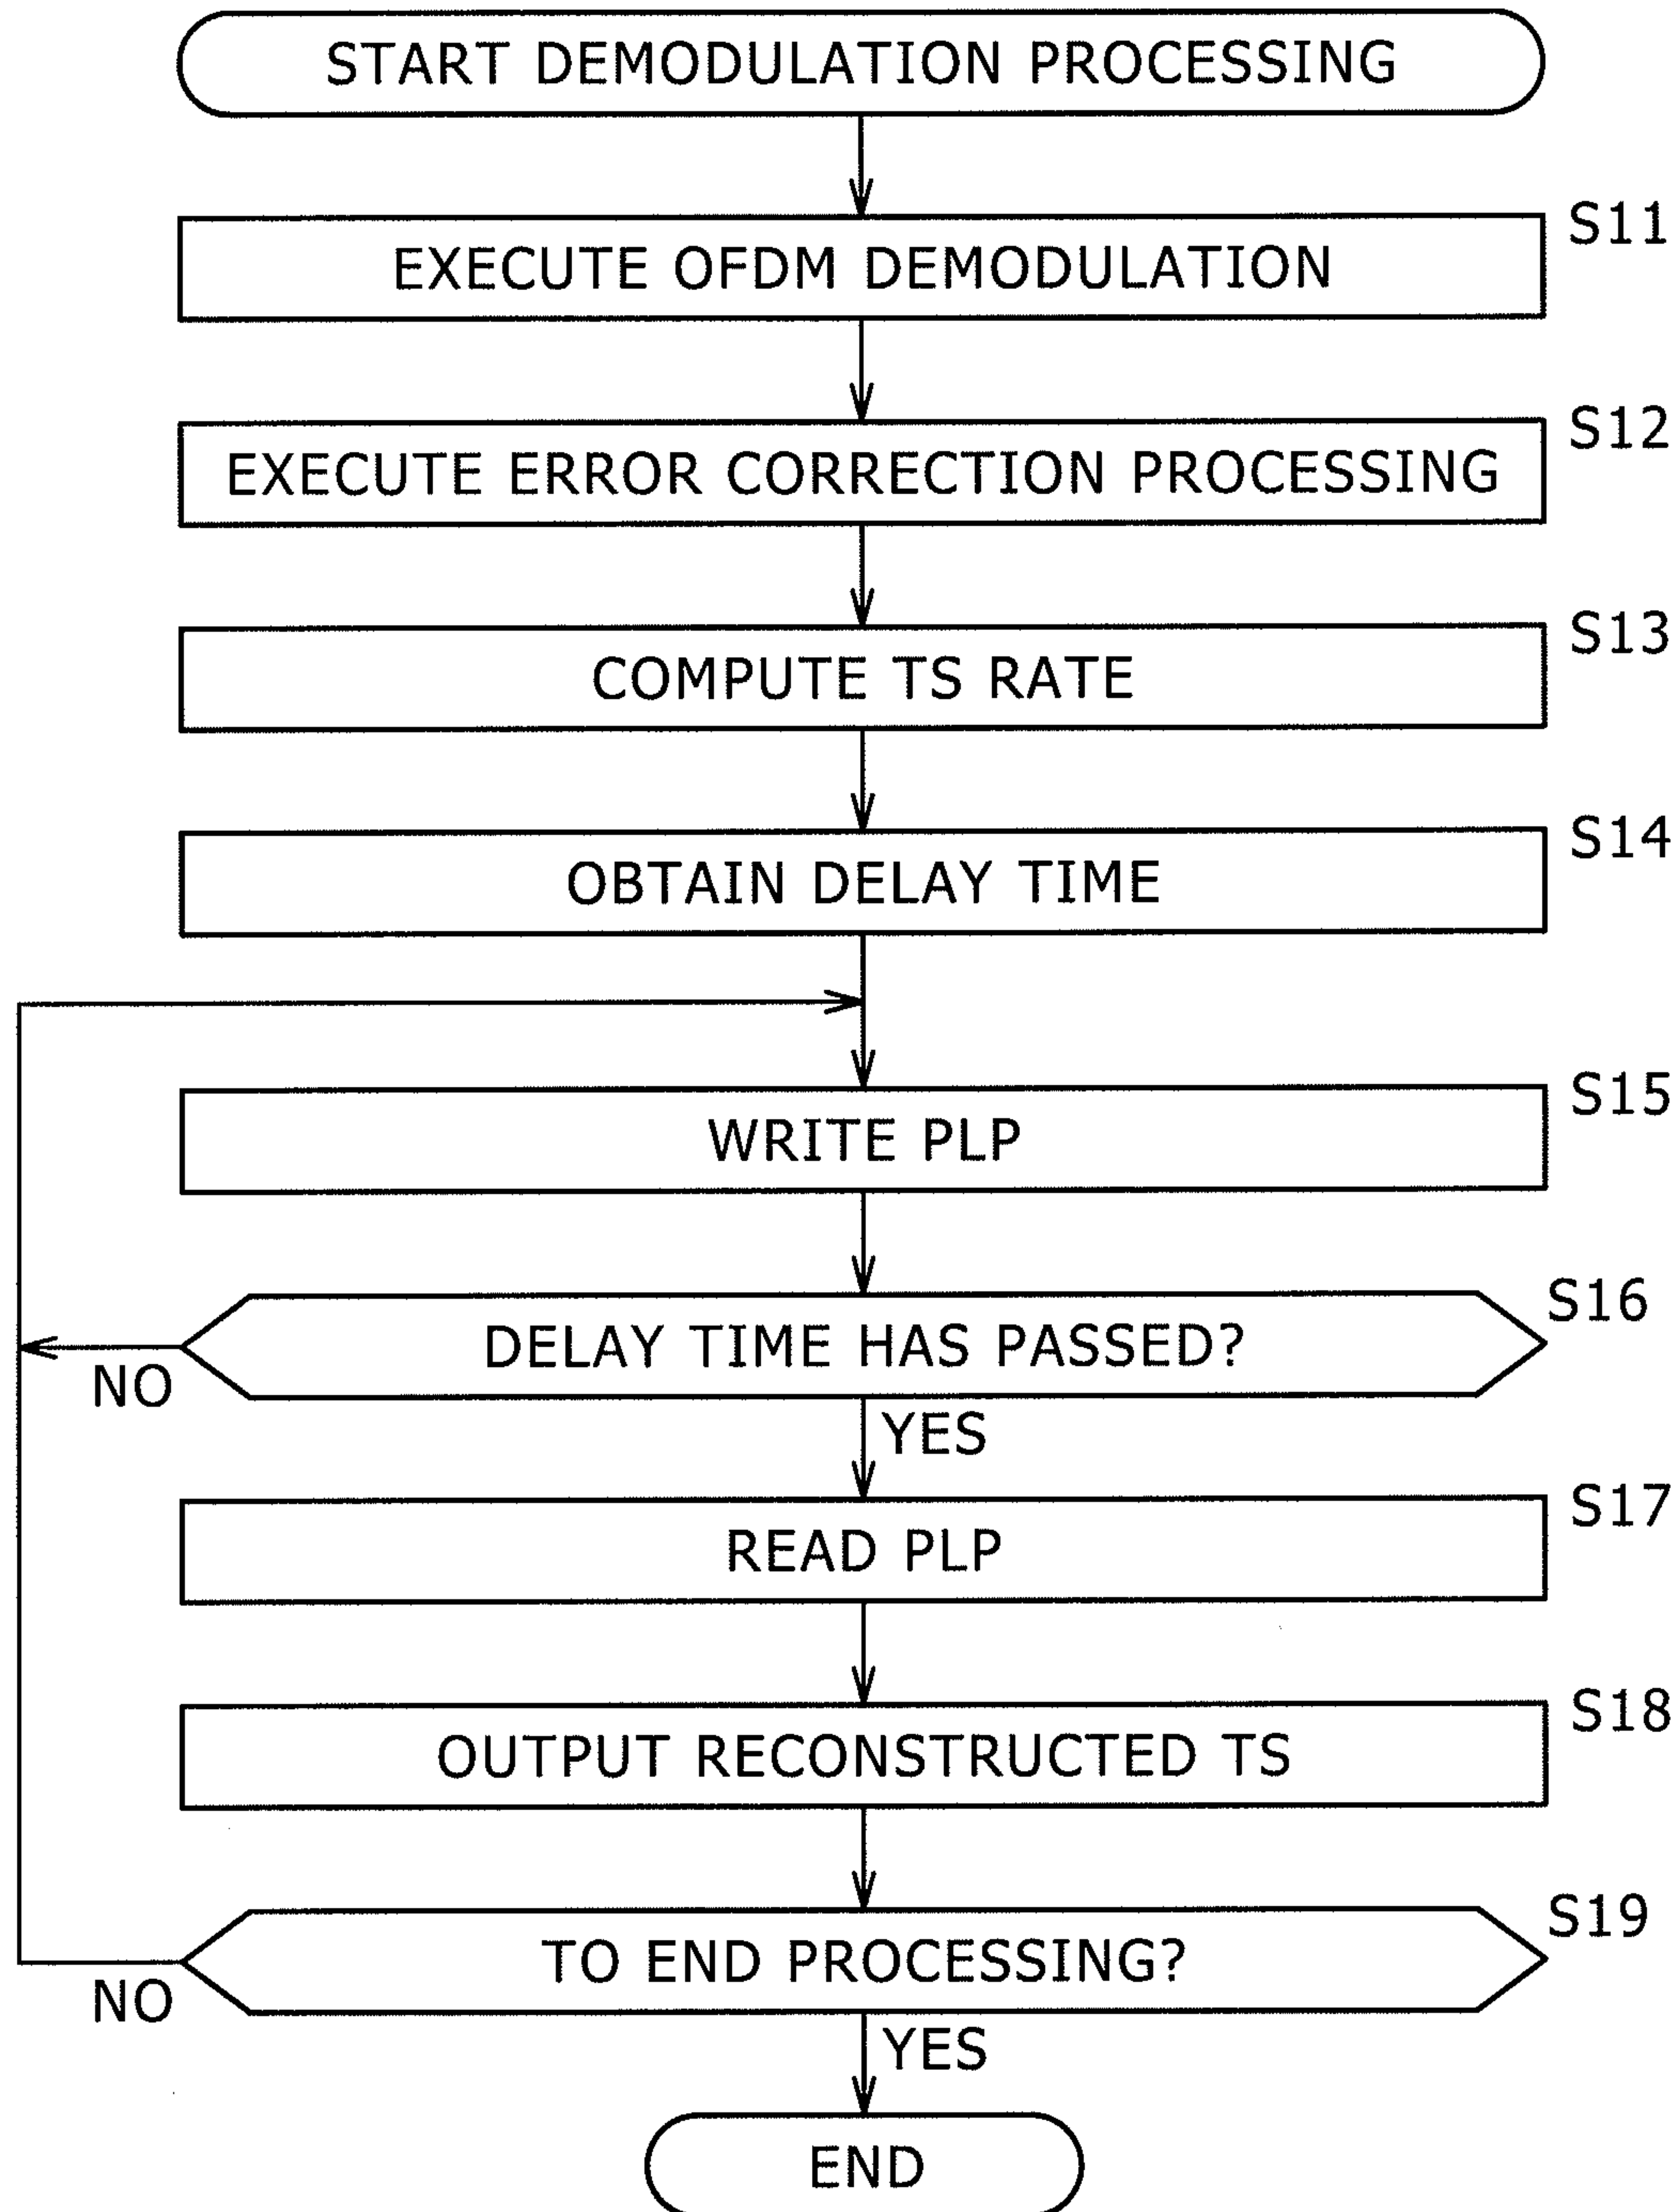 START DEMODULATION PROCESSING
S11
EXECUTE OFDM DEMODULATION
S12
EXECUTE ERROR CORRECTION PROCESSING
S13
COMPUTE TS RATE
S14
OBTAIN DELAY TIME
S15
WRITE PLP
S16
DELAY TIME HAS PASSED?
NO
YES
S17
READ PLP
S18
OUTPUT RECONSTRUCTED TS
S19
TO END PROCESSING?
NO
YES
END